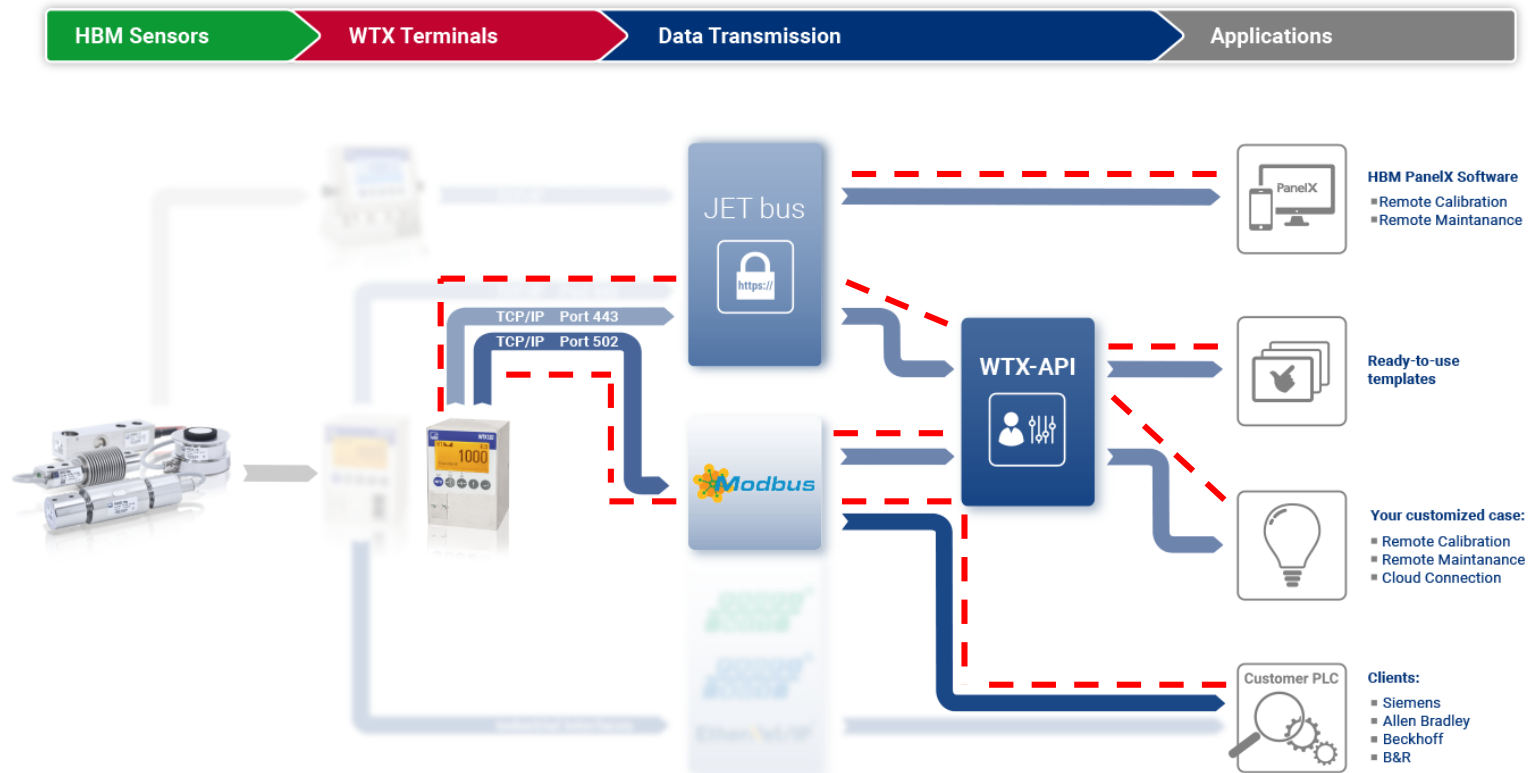 HBM Sensors
WTX Terminals
Data Transmission
Applications
JET bus
https://
TCP/IP Port 443
TCP/IP Port 502
1000
Modbus
WTX-API
PanelX
HBM PanelX Software
Remote Calibration
Remote Maintanance
Ready-to-use
templates
Your customized case:
Remote Calibration
Remote Maintanance
Cloud Connection
Customer PLC
Clients:
Siemens
Allen Bradley
Beckhoff
B&R